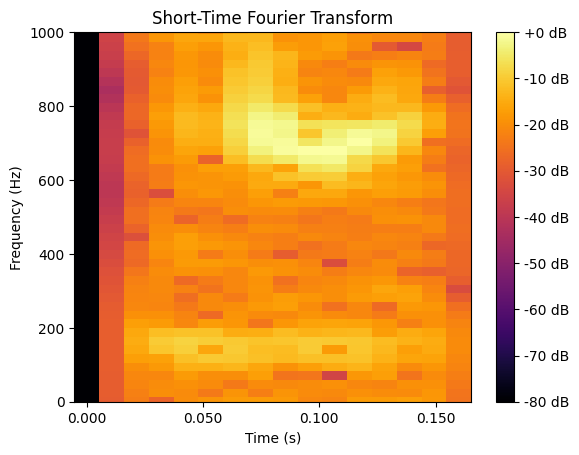 Short-Time Fourier Transform
Frequency (Hz)
1000
800
600
400
200
0
0.000
0.050
0.100
0.150
Time (s)
+0 dB
-10 dB
-20 dB
-30 dB
-40 dB
-50 dB
-60 dB
-70 dB
-80 dB